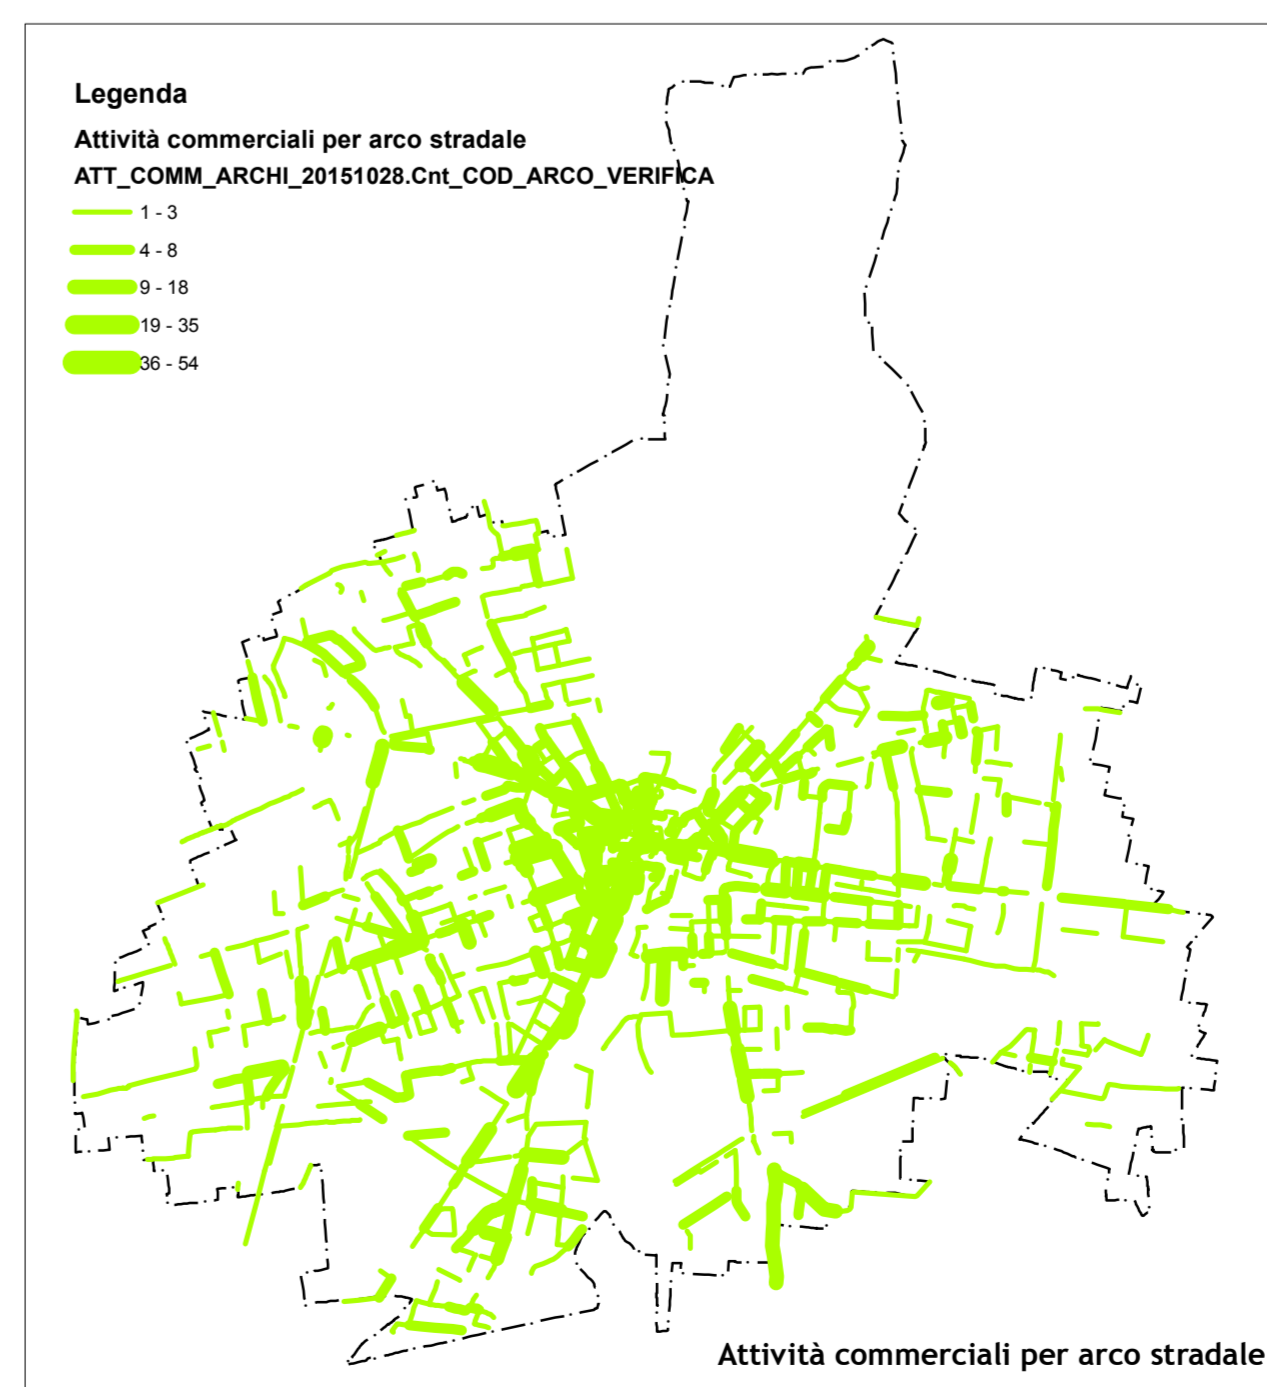 Legenda
Attività commerciali per arco stradale
ATT_COMM_ARCHI_20151028.Cnt_COD_ARCO_VERIFICA
1 - 3
4 - 8
9 - 18
19 - 35
36 - 54
Attività commerciali per arco stradale